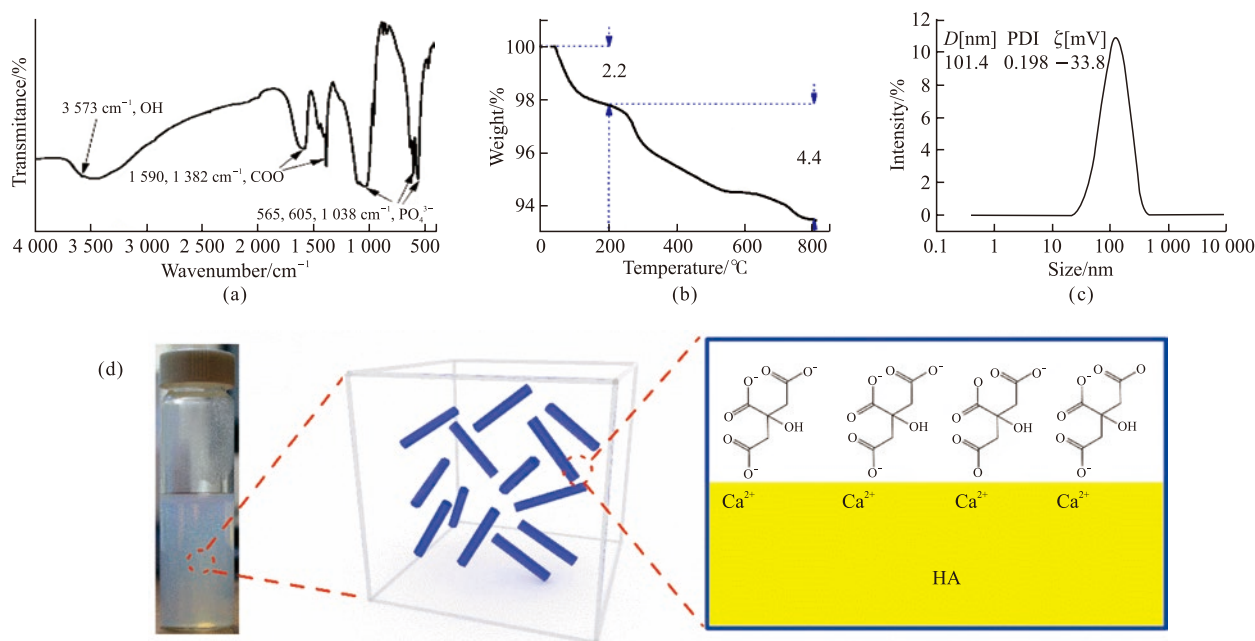 Transmitance/%
3 573 cm⁻¹, OH
1 590, 1 382 cm⁻¹, COO
565, 605, 1 038 cm⁻¹, PO₄³⁻
4 000 3 500 3 000 2 000 1 500 1 000 500
Wavenumber/cm⁻¹
(a)
Weight/%
100
98
96
94
2.2
4.4
0 200 400 600 800
Temperature/℃
(b)
Intensity/%
12
10
8
6
4
2
0
D[nm] PDI ζ[mV]
101.4 0.198 −33.8
0.1 1 10 100 1 000 10 000
Size/nm
(c)
(d)
O O⁻ O O⁻ O O O O
O⁻ O⁻ O O⁻ O O⁻ O O
O O O O
OH OH OH OH
O O O O
O⁻ O⁻ O O⁻
Ca²⁺ Ca²⁺ Ca²⁺ Ca²⁺
HA